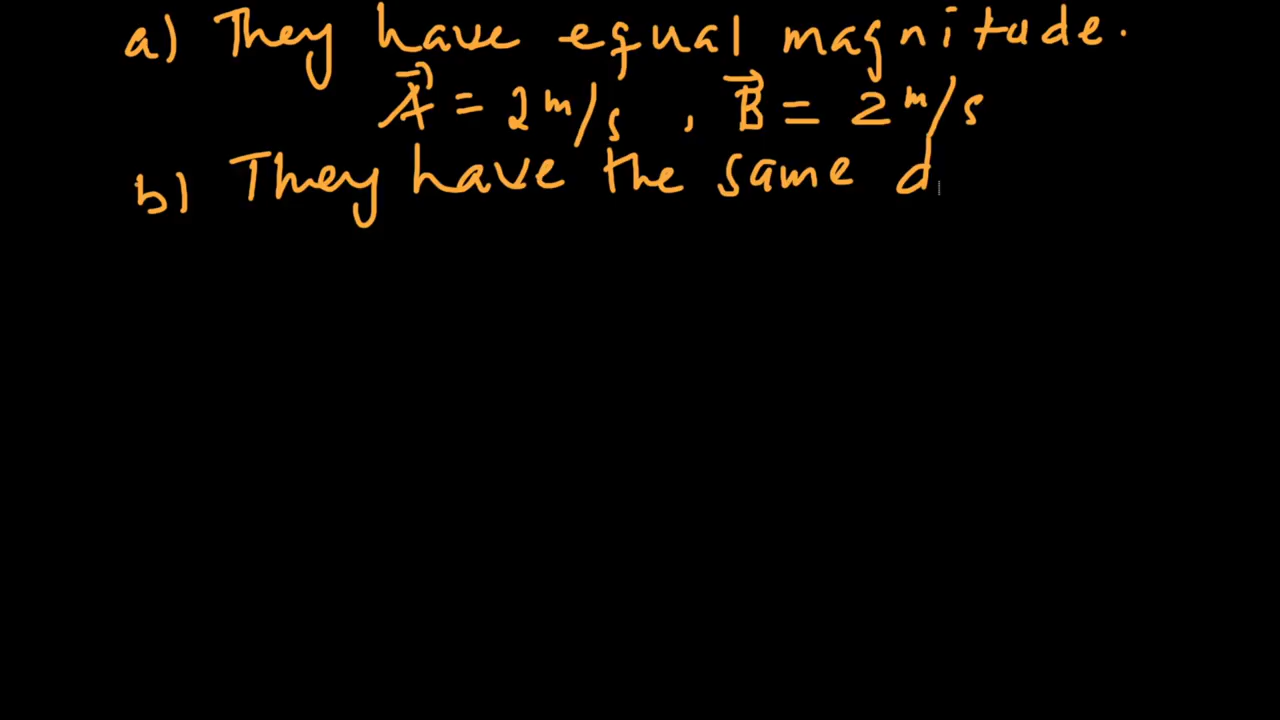 a) They have equal magnitude.
A⃗ = 2 m/s , B⃗ = 2 m/s
b) They have the same d